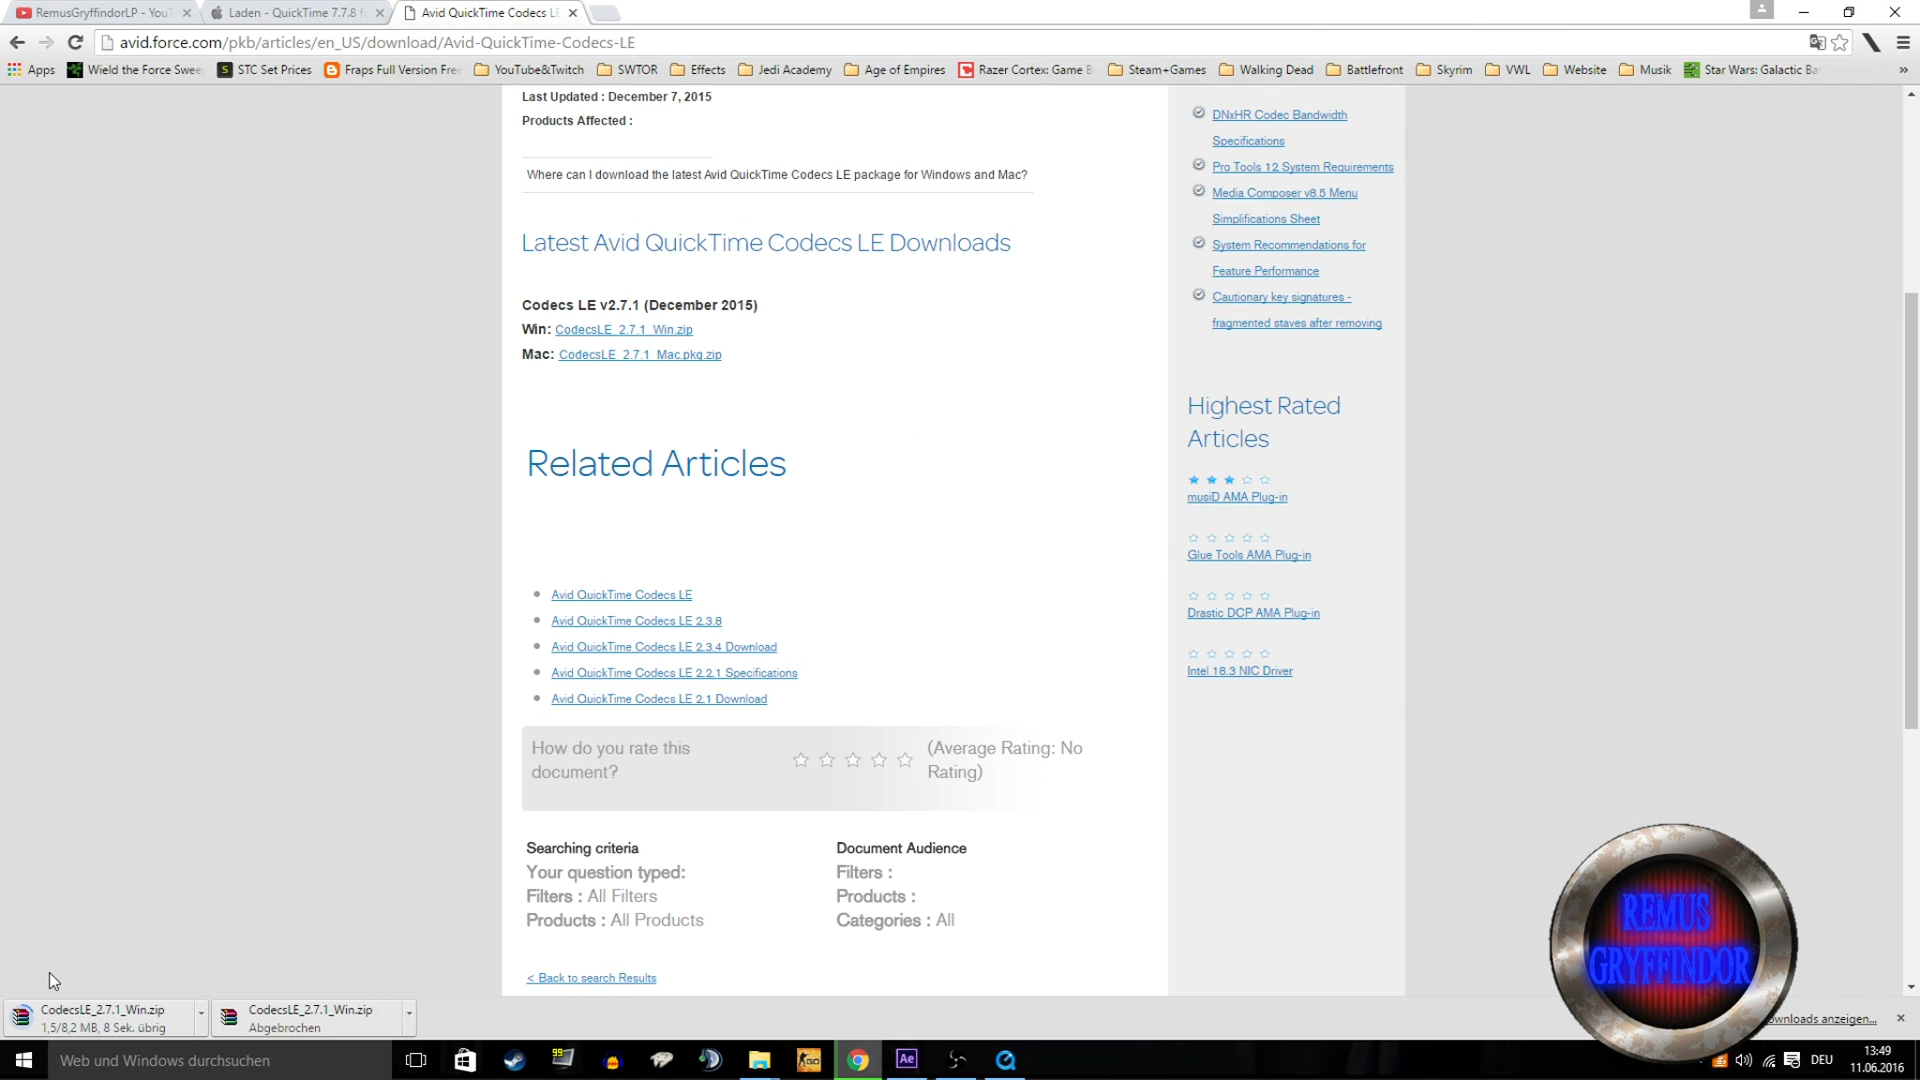 RemusGryffindorLP - YouT
Laden - QuickTime 7.7.8 f
Avid QuickTime Codecs LE
avid.force.com/pkb/articles/en_US/download/Avid-QuickTime-Codecs-LE
Apps
Wield the Force Swee
STC Set Prices
Fraps Full Version Fre
YouTube&Twitch
SWTOR
Effects
Jedi Academy
Age of Empires
Razer Cortex: Game B
Steam+Games
Walking Dead
Battlefront
Skyrim
VWL
Website
Musik
Star Wars: Galactic Ba
»
Last Updated : December 7, 2015
Products Affected :
Where can I download the latest Avid QuickTime Codecs LE package for Windows and Mac?
Latest Avid QuickTime Codecs LE Downloads
Codecs LE v2.7.1 (December 2015)
Win: CodecsLE_2.7.1_Win.zip
Mac: CodecsLE_2.7.1_Mac.pkg.zip
Related Articles
Avid QuickTime Codecs LE
Avid QuickTime Codecs LE 2.3.8
Avid QuickTime Codecs LE 2.3.4 Download
Avid QuickTime Codecs LE 2.2.1 Specifications
Avid QuickTime Codecs LE 2.1 Download
How do you rate this
document?
(Average Rating: No
Rating)
Searching criteria
Your question typed:
Filters : All Filters
Products : All Products
Document Audience
Filters :
Products :
Categories : All
< Back to search Results
DNxHR Codec Bandwidth
Specifications
Pro Tools 12 System Requirements
Media Composer v8.5 Menu
Simplifications Sheet
System Recommendations for
Feature Performance
Cautionary key signatures -
fragmented staves after removing
Highest Rated
Articles
musiD AMA Plug-in
Glue Tools AMA Plug-in
Drastic DCP AMA Plug-in
Intel 18.3 NIC Driver
REMUS
GRYFFINDOR
CodecsLE_2.7.1_Win.zip
1,5/8,2 MB, 8 Sek. übrig
CodecsLE_2.7.1_Win.zip
Abgebrochen
ownloads anzeigen...
Web und Windows durchsuchen
99
GO
Ae
DEU
13:49
11.06.2016